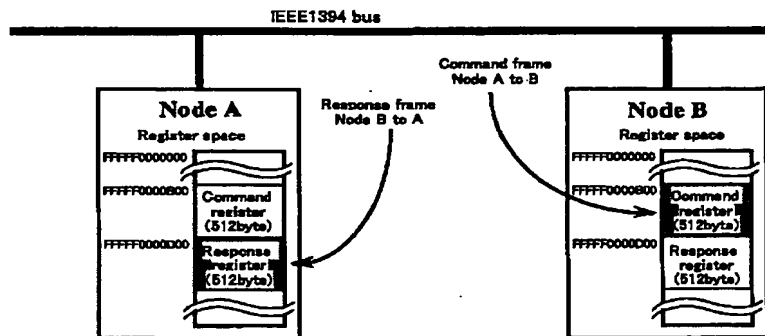 IEEE1394 bus
Command frame
Node A to B
Response frame
Node B to A
Node A
Register space
FFFFF0000000
FFFFF0000B00
Command
register
(512byte)
FFFFF0000D00
Response
register
(512byte)
Node B
Register space
FFFFF0000000
FFFFF0000B00
Command
register
(512byte)
FFFFF0000D00
Response
register
(512byte)